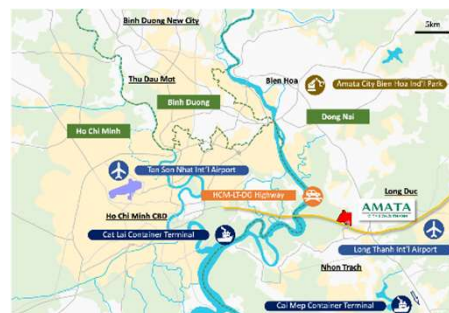 Binh Duong New City
5km
Thu Dau Mot
Bien Hoa
Amata City Bien Hoa Ind'l Park
Binh Duong
Dong Nai
Ho Chi Minh
Tan Son Nhat Int'l Airport
HCM-LT-DG Highway
Long Duc
AMATA
Ho Chi Minh CBD
Cat Lai Container Terminal
Long Thanh Int'l Airport
Nhon Trach
Cai Mep Container Terminal